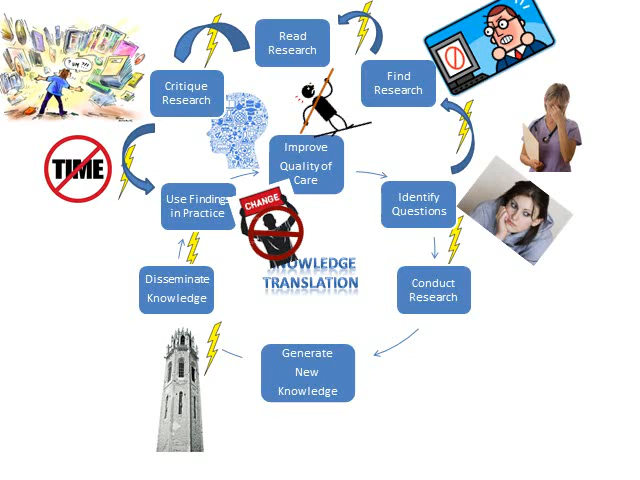 Read
Research
Find
Research
Critique
Research
Improve
Quality of
Care
TIME
Use Findings
in Practice
CHANGE
Identify
Questions
KNOWLEDGE
TRANSLATION
Disseminate
Knowledge
Conduct
Research
Generate
New
Knowledge